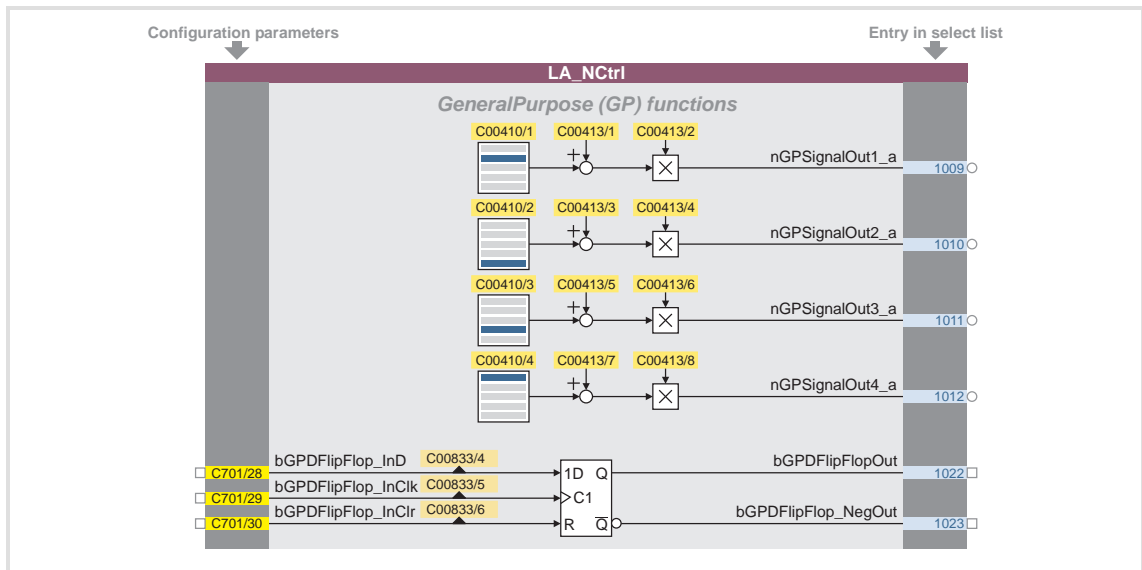 Configuration parameters Entry in select list
LA_NCtrl
GeneralPurpose (GP) functions
C00410/1 C00413/1 C00413/2
+ × nGPSignalOut1_a 1009
C00410/2 C00413/3 C00413/4
+ × nGPSignalOut2_a 1010
C00410/3 C00413/5 C00413/6
+ × nGPSignalOut3_a 1011
C00410/4 C00413/7 C00413/8
+ × nGPSignalOut4_a 1012
bGPDFlipFlop_InD C00833/4 bGPDFlipFlopOut
C701/28 1D Q 1022
bGPDFlipFlop_InClk C00833/5
C701/29 C1
bGPDFlipFlop_InClr C00833/6 bGPDFlipFlop_NegOut
C701/30 R Q̅ 1023